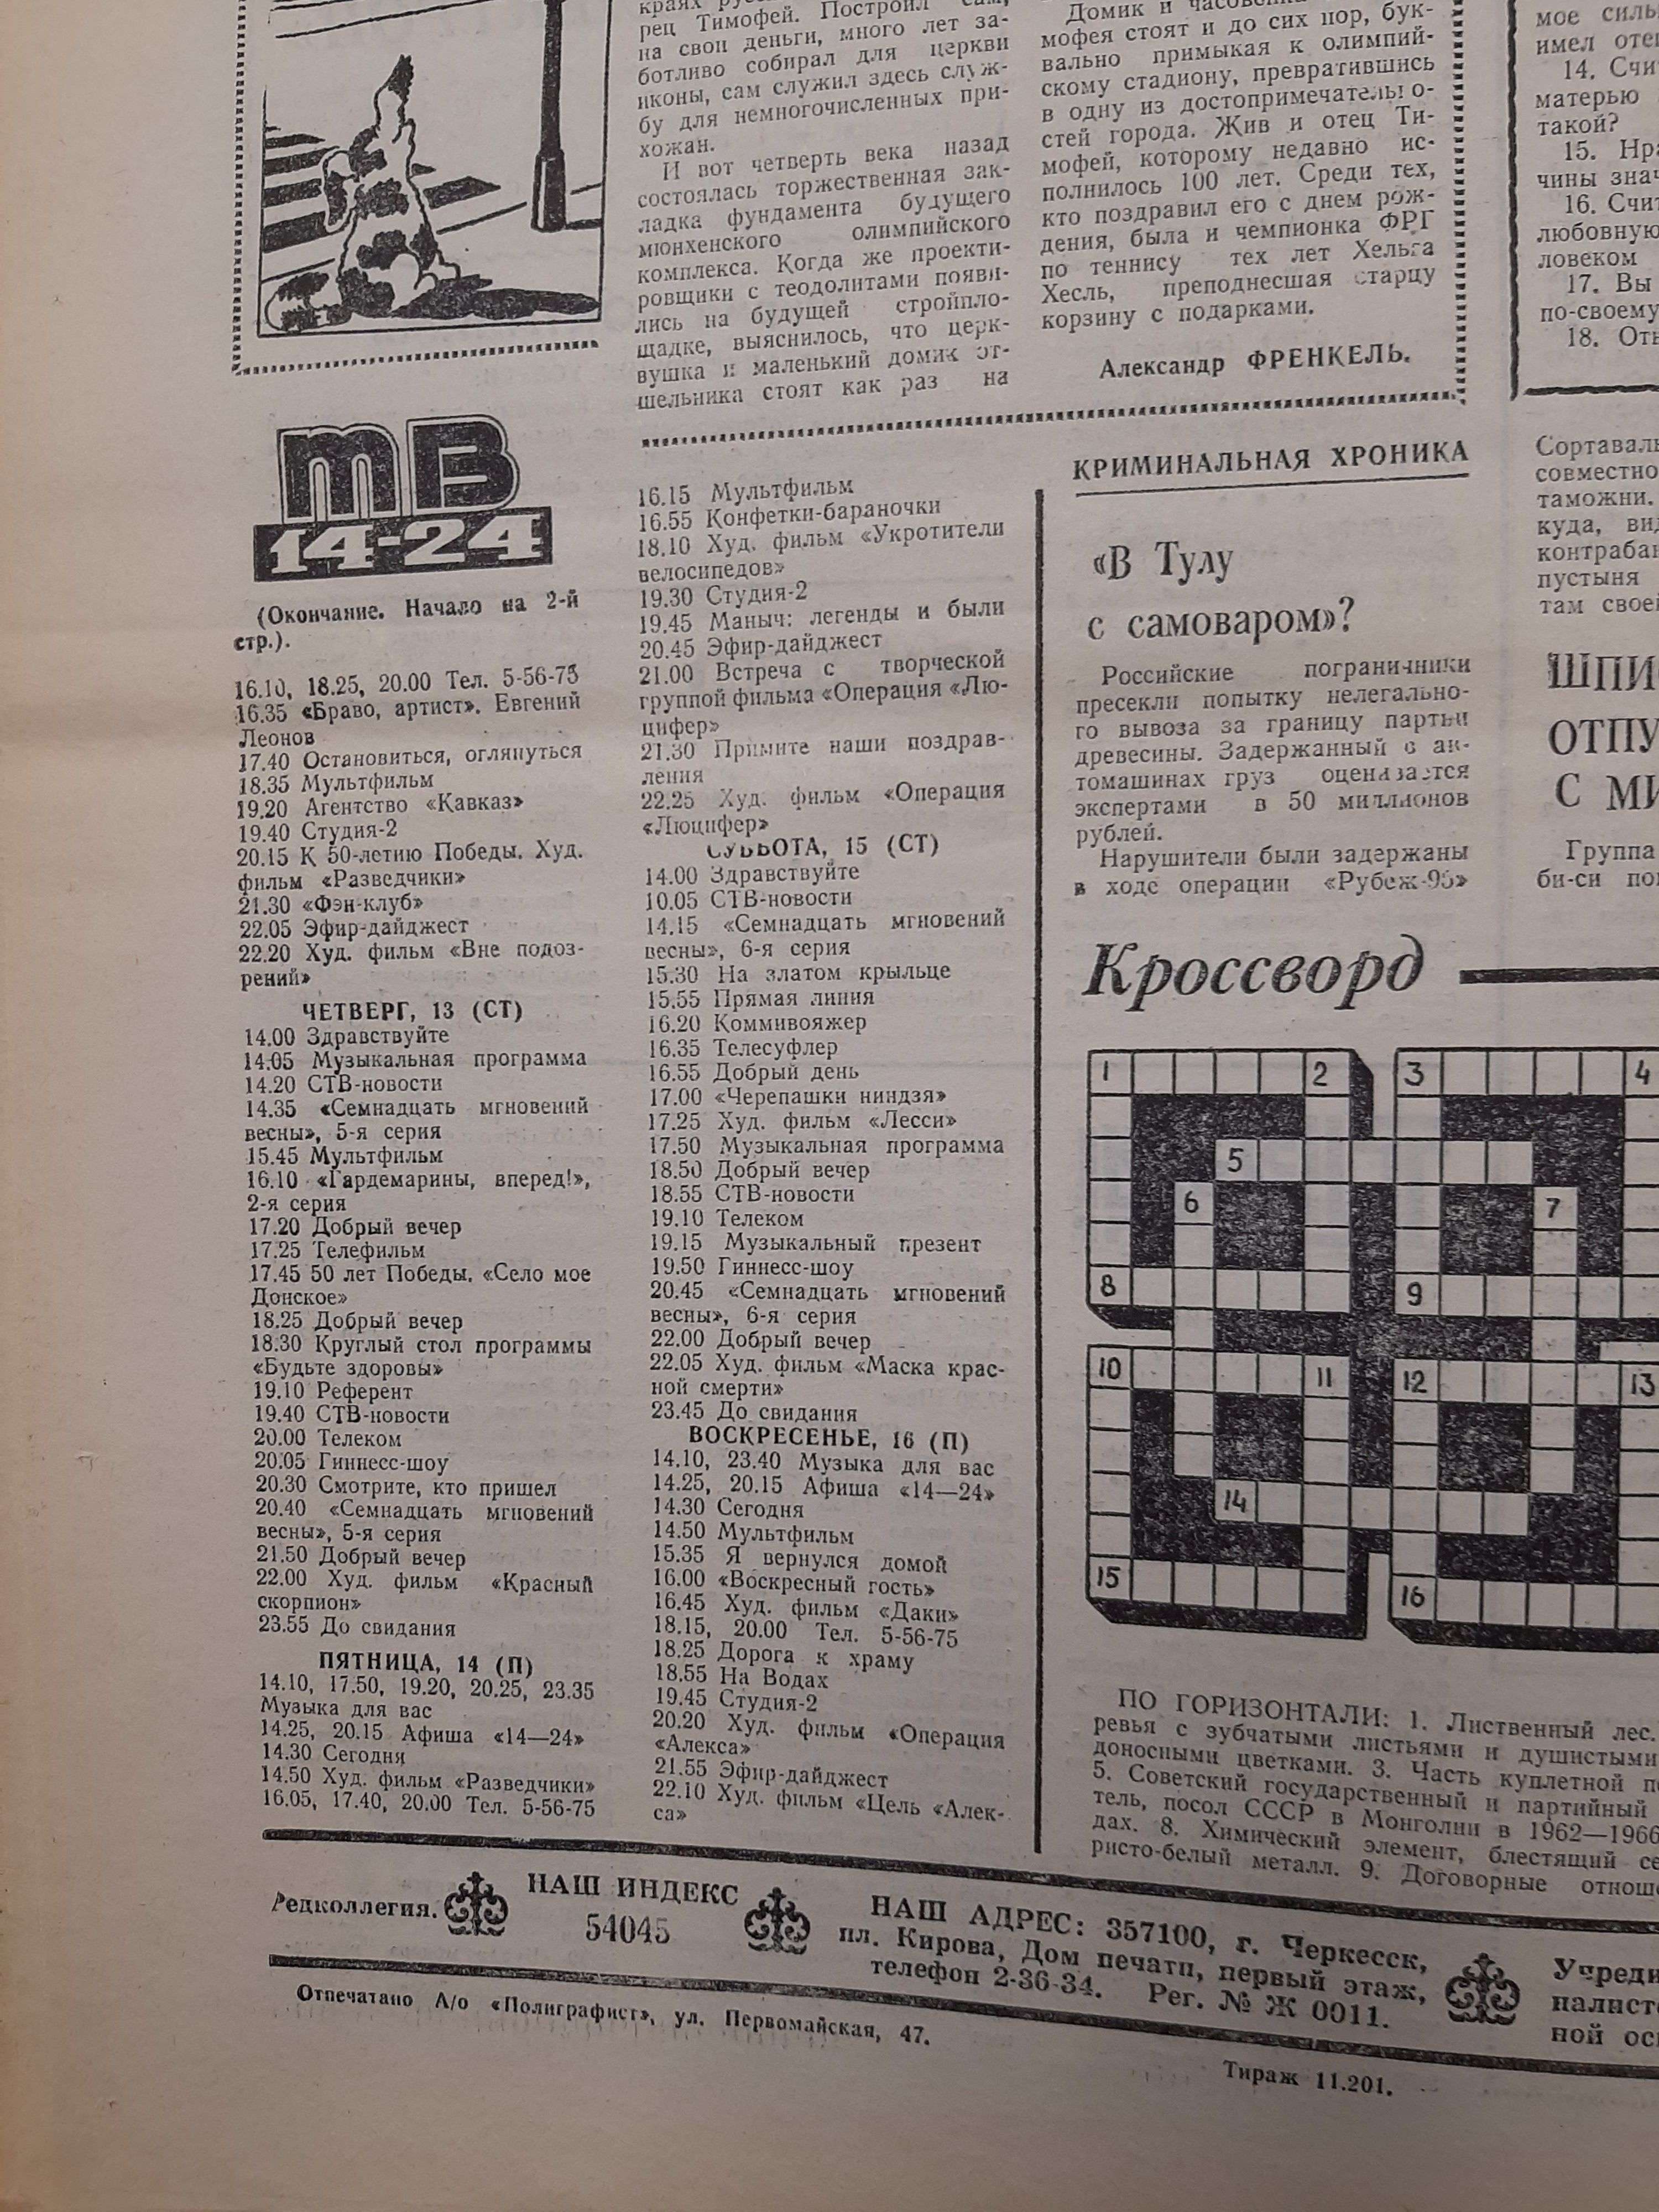 рец Тимофей. Построил сам,
на свои деньги, много лет за-
ботливо собирал для церкви
иконы, сам служил здесь служ-
бу для немногочисленных при-
хожан.
И вот четверть века назад
состоялась торжественная зак-
ладка фундамента будущего
мюнхенского олимпийского
комплекса. Когда же проекти-
ровщики с теодолитами появи-
лись на будущей стройпло-
щадке, выяснилось, что церк-
вушка и маленький домик от-
шельника стоят как раз на
Домик и часовенка
мофея стоят и до сих пор, бук-
вально примыкая к олимпий-
скому стадиону, превратившись
в одну из достопримечательно-
стей города. Жив и отец Ти-
мофей, которому недавно ис-
полнилось 100 лет. Среди тех,
кто поздравил его с днем рож-
дения, была и чемпионка ФРГ
по теннису тех лет Хельга
Хесль, преподнесшая старцу
корзину с подарками.
Александр ФРЕНКЕЛЬ.
мое силь
имел оте
14. Счи
матерью
такой?
15. Нра
чины знач
16. Счит
любовную
ловеком
17. Вы
по-своему
18. Отн
ТВ
14-24
(Окончание. Начало на 2-й
стр.).
16.10, 18.25, 20.00 Тел. 5-56-75
16.35 «Браво, артист». Евгений
Леонов
17.40 Остановиться, оглянуться
18.35 Мультфильм
19.20 Агентство «Кавказ»
19.40 Студия-2
20.15 К 50-летию Победы. Худ.
фильм «Разведчики»
21.30 «Фэн-клуб»
22.05 Эфир-дайджест
22.20 Худ. фильм «Вне подоз-
рений»
ЧЕТВЕРГ, 13 (СТ)
14.00 Здравствуйте
14.05 Музыкальная программа
14.20 СТВ-новости
14.35 «Семнадцать мгновений
весны», 5-я серия
15.45 Мультфильм
16.10 «Гардемарины, вперед!»,
2-я серия
17.20 Добрый вечер
17.25 Телефильм
17.45 50 лет Победы. «Село мое
Донское»
18.25 Добрый вечер
18.30 Круглый стол программы
«Будьте здоровы»
19.10 Референт
19.40 СТВ-новости
20.00 Телеком
20.05 Гиннесс-шоу
20.30 Смотрите, кто пришел
20.40 «Семнадцать мгновений
весны», 5-я серия
21.50 Добрый вечер
22.00 Худ. фильм «Красный
скорпион»
23.55 До свидания
ПЯТНИЦА, 14 (П)
14.10, 17.50, 19.20, 20.25, 23.35
Музыка для вас
14.25, 20.15 Афиша «14—24»
14.30 Сегодня
14.50 Худ. фильм «Разведчики»
16.05, 17.40, 20.00 Тел. 5-56-75
16.15 Мультфильм
16.55 Конфетки-бараночки
18.10 Худ. фильм «Укротители
велосипедов»
19.30 Студия-2
19.45 Маныч: легенды и были
20.45 Эфир-дайджест
21.00 Встреча с творческой
группой фильма «Операция «Лю-
цифер»
21.30 Примите наши поздрав-
ления
22.25 Худ. фильм «Операция
«Люцифер»
СУББОТА, 15 (СТ)
14.00 Здравствуйте
10.05 СТВ-новости
14.15 «Семнадцать мгновений
весны», 6-я серия
15.30 На златом крыльце
15.55 Прямая линия
16.20 Коммивояжер
16.35 Телесуфлер
16.55 Добрый день
17.00 «Черепашки ниндзя»
17.25 Худ. фильм «Лесси»
17.50 Музыкальная программа
18.50 Добрый вечер
18.55 СТВ-новости
19.10 Телеком
19.15 Музыкальный презент
19.50 Гиннесс-шоу
20.45 «Семнадцать мгновений
весны», 6-я серия
22.00 Добрый вечер
22.05 Худ. фильм «Маска крас-
ной смерти»
23.45 До свидания
ВОСКРЕСЕНЬЕ, 16 (П)
14.10, 23.40 Музыка для вас
14.25, 20.15 Афиша «14—24»
14.30 Сегодня
14.50 Мультфильм
15.35 Я вернулся домой
16.00 «Воскресный гость»
16.45 Худ. фильм «Даки»
18.15, 20.00 Тел. 5-56-75
18.25 Дорога к храму
18.55 На Водах
19.45 Студия-2
20.20 Худ. фильм «Операция
«Алекса»
21.55 Эфир-дайджест
22.10 Худ. фильм «Цель «Алек-
са»
КРИМИНАЛЬНАЯ ХРОНИКА
«В Тулу
с самоваром»?
Российские пограничники
пресекли попытку нелегально-
го вывоза за границу партии
древесины. Задержанный в ав-
томашинах груз оценивается
экспертами в 50 миллионов
рублей.
Нарушители были задержаны
в ходе операции «Рубеж-95»
Сортаваль
совместно
таможни.
куда, вид
контрабан
пустыня
там своей
ШПИ
ОТПУ
С МИ
Группа
би-си по
Кроссворд
1 2 3 4
5
6 7
8 9
10 11 12 13
14
15 16
ПО ГОРИЗОНТАЛИ: 1. Лиственный лес.
ревья с зубчатыми листьями и душистыми
доносными цветками. 3. Часть куплетной п
5. Советский государственный и партийный
тель, посол СССР в Монголии в 1962—1966
дах. 8. Химический элемент, блестящий се
ристо-белый металл. 9. Договорные отнош
Редколлегия.
НАШ ИНДЕКС
54045
НАШ АДРЕС: 357100, г. Черкесск,
пл. Кирова, Дом печати, первый этаж,
телефон 2-36-34. Рег. № Ж 0011.
Учреди
налист
ной ос
Отпечатано А/о «Полиграфист», ул. Первомайская, 47.
Тираж 11.201.